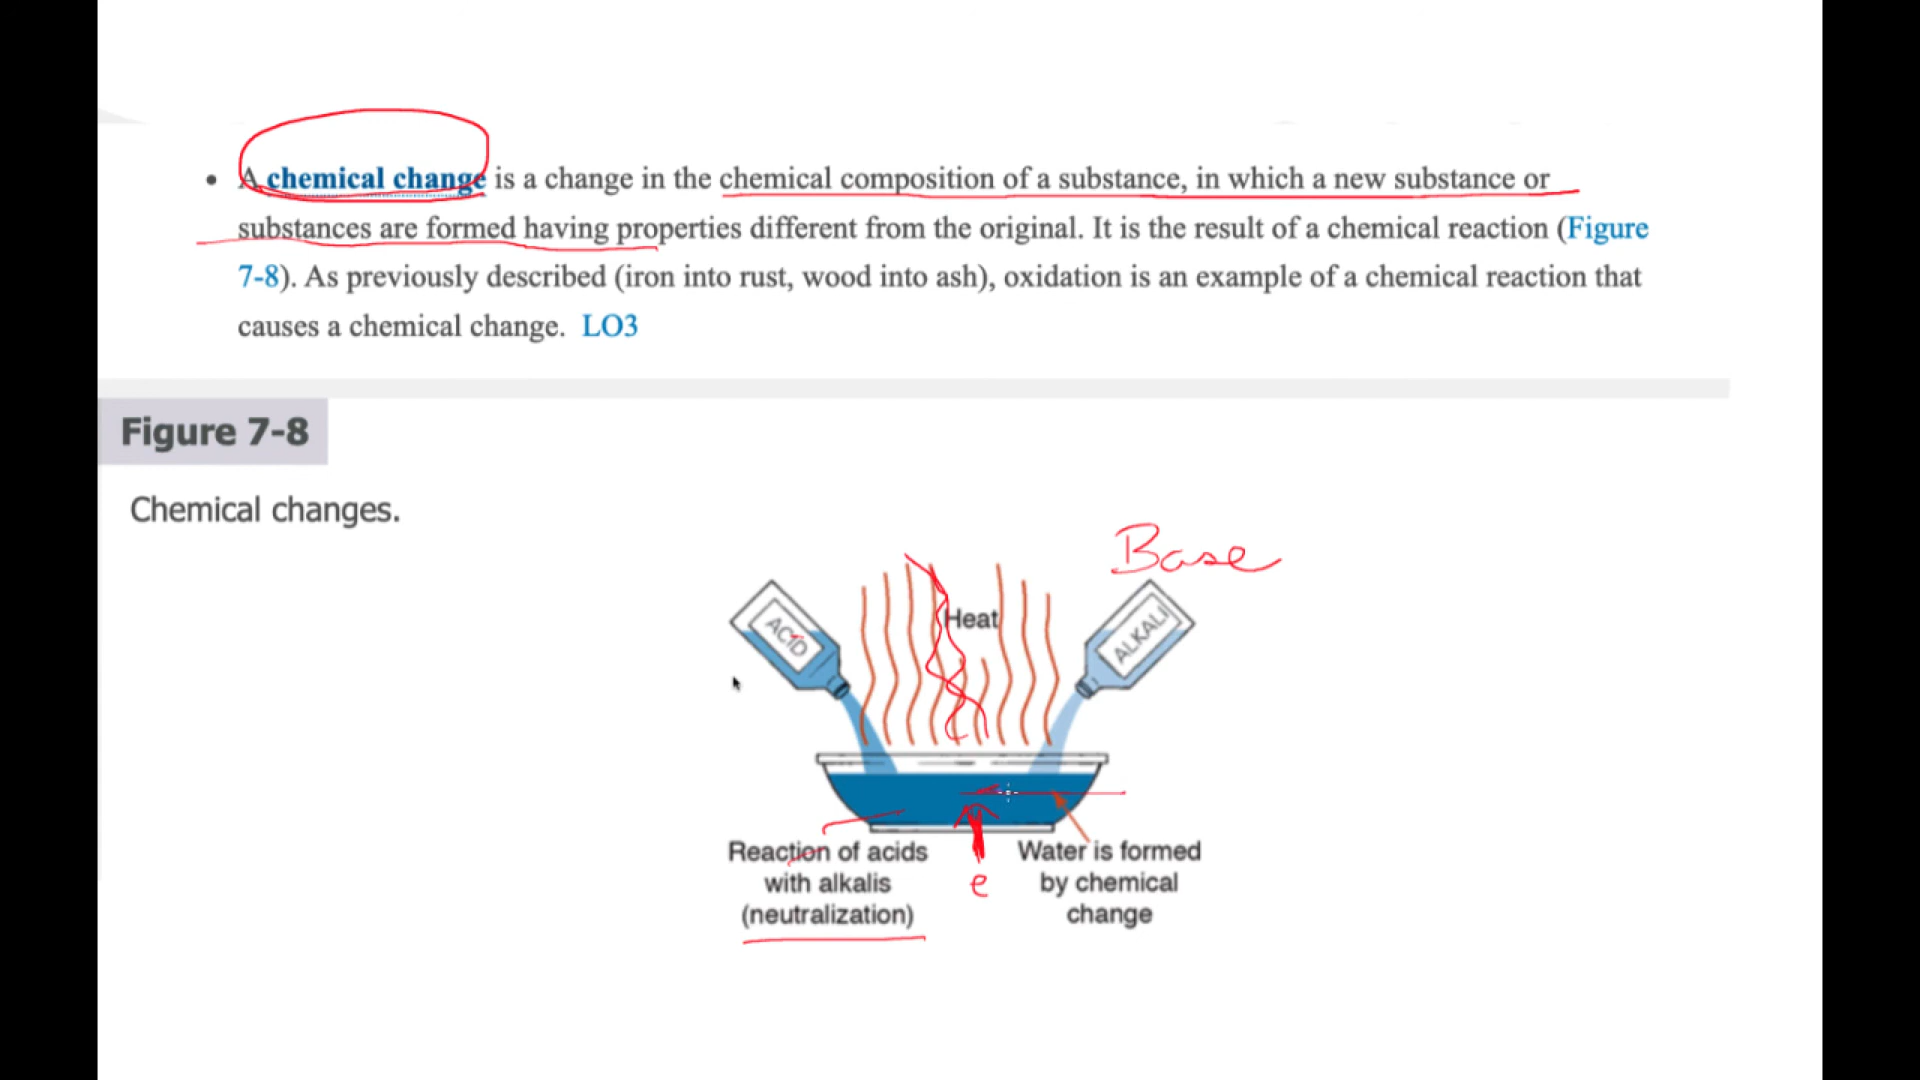 • A chemical change is a change in the chemical composition of a substance, in which a new substance or
substances are formed having properties different from the original. It is the result of a chemical reaction (Figure
7-8). As previously described (iron into rust, wood into ash), oxidation is an example of a chemical reaction that
causes a chemical change. LO3
Figure 7-8
Chemical changes.
Base
Heat
ACID
ALKALI
Reaction of acids
with alkalis
(neutralization)
e
Water is formed
by chemical
change